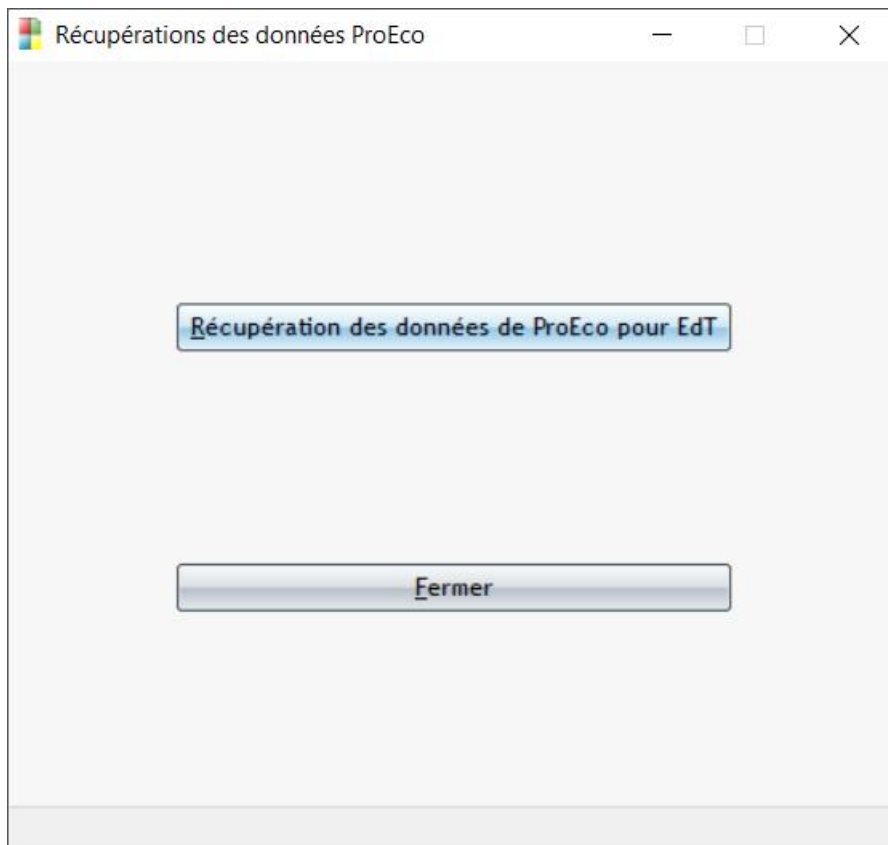 Récupérations des données ProEco
Récupération des données de ProEco pour EdT
Fermer